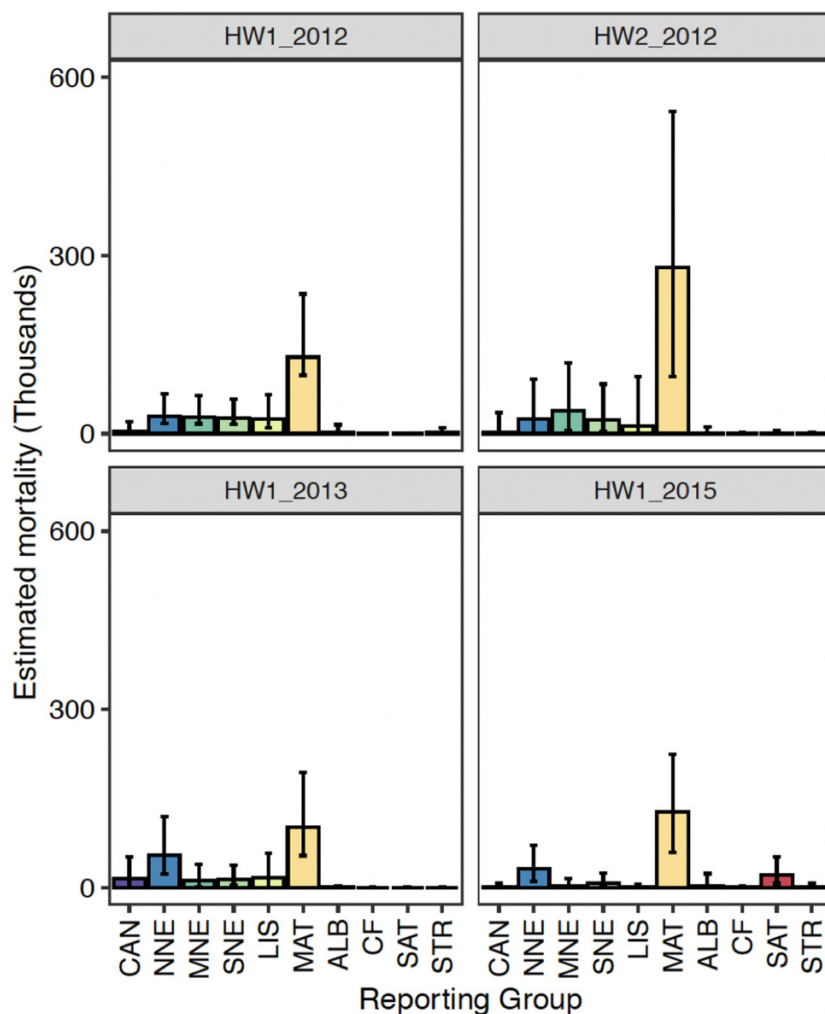 HW1_2012
HW2_2012
600
300
0
HW1_2013
HW1_2015
600
300
0
Estimated mortality (Thousands)
CAN
NNE
MNE
SNE
LIS
MAT
ALB
CF
SAT
STR
CAN
NNE
MNE
SNE
LIS
MAT
ALB
CF
SAT
STR
Reporting Group